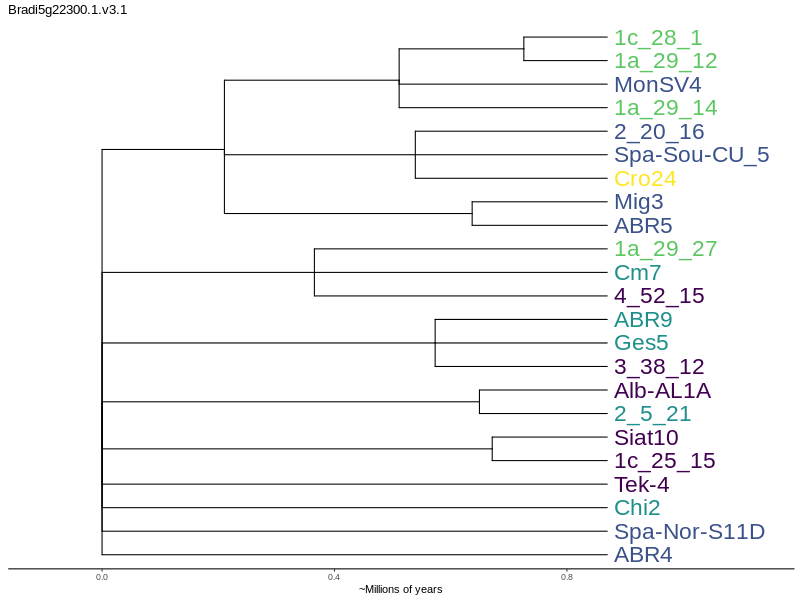 Bradi5g22300.1.v3.1
1c_28_1
1a_29_12
MonSV4
1a_29_14
2_20_16
Spa-Sou-CU_5
Cro24
Mig3
ABR5
1a_29_27
Cm7
4_52_15
ABR9
Ges5
3_38_12
Alb-AL1A
2_5_21
Siat10
1c_25_15
Tek-4
Chi2
Spa-Nor-S11D
ABR4
0.0 0.4 0.8
~Millions of years